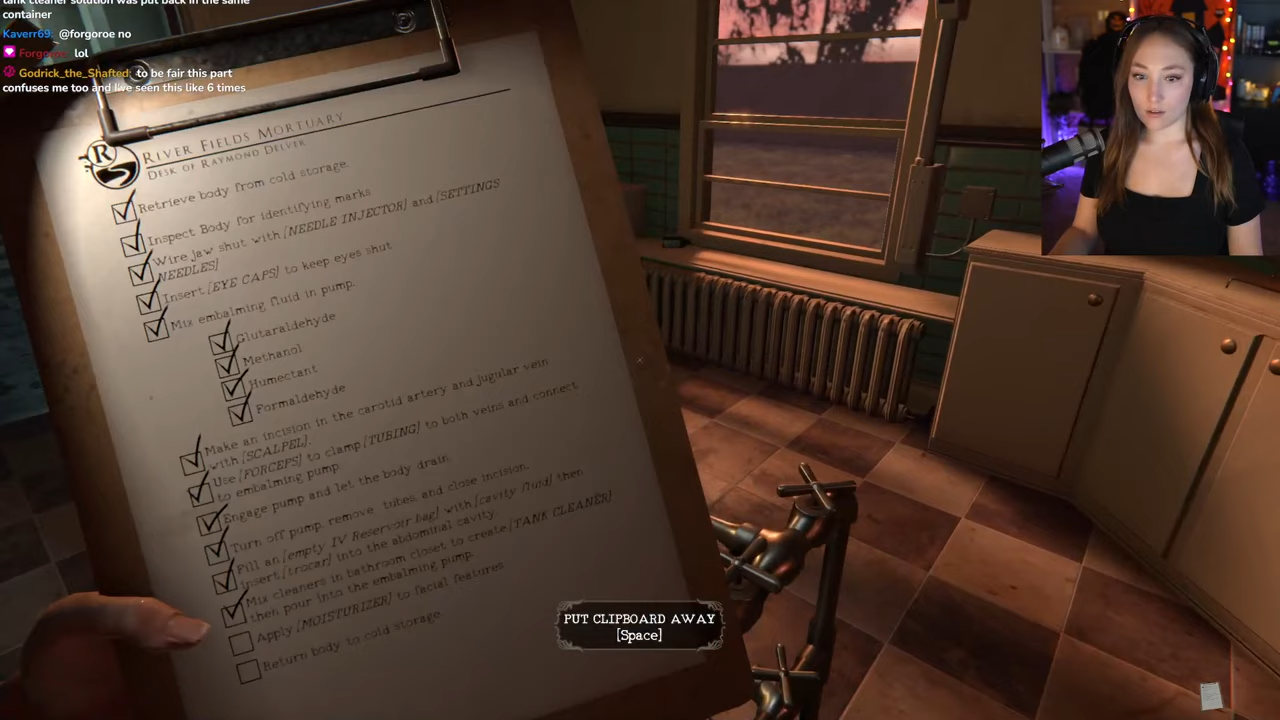 tank cleaner solution was put back in the same
container
Kaverr69: @forgoroe no
Forgoroe: lol
Godrick_the_Shafted: to be fair this part
confuses me too and I've seen this like 6 times
RIVER FIELDS MORTUARY
DESK OF RAYMOND DELVER
R
Retrieve body from cold storage.
Inspect Body for identifying marks
Wire jaw shut with [NEEDLE INJECTOR] and [SETTINGS
NEEDLES]
Insert [EYE CAPS] to keep eyes shut
Mix embalming fluid in pump.
Glutaraldehyde
Methanol
Humectant
Formaldehyde
Make an incision in the carotid artery and jugular vein
with [SCALPEL].
Use [FORCEPS] to clamp [TUBING] to both veins and connect
to embalming pump
Engage pump and let the body drain.
Turn off pump, remove tubes, and close incision.
Fill an [empty IV Reservoir bag] with [cavity fluid] then
insert [trocar] into the abdominal cavity.
Mix cleaners in bathroom closet to create [TANK CLEANER]
then pour into the embalming pump.
Apply [MOISTURIZER] to facial features
Return body to cold storage
PUT CLIPBOARD AWAY
[Space]